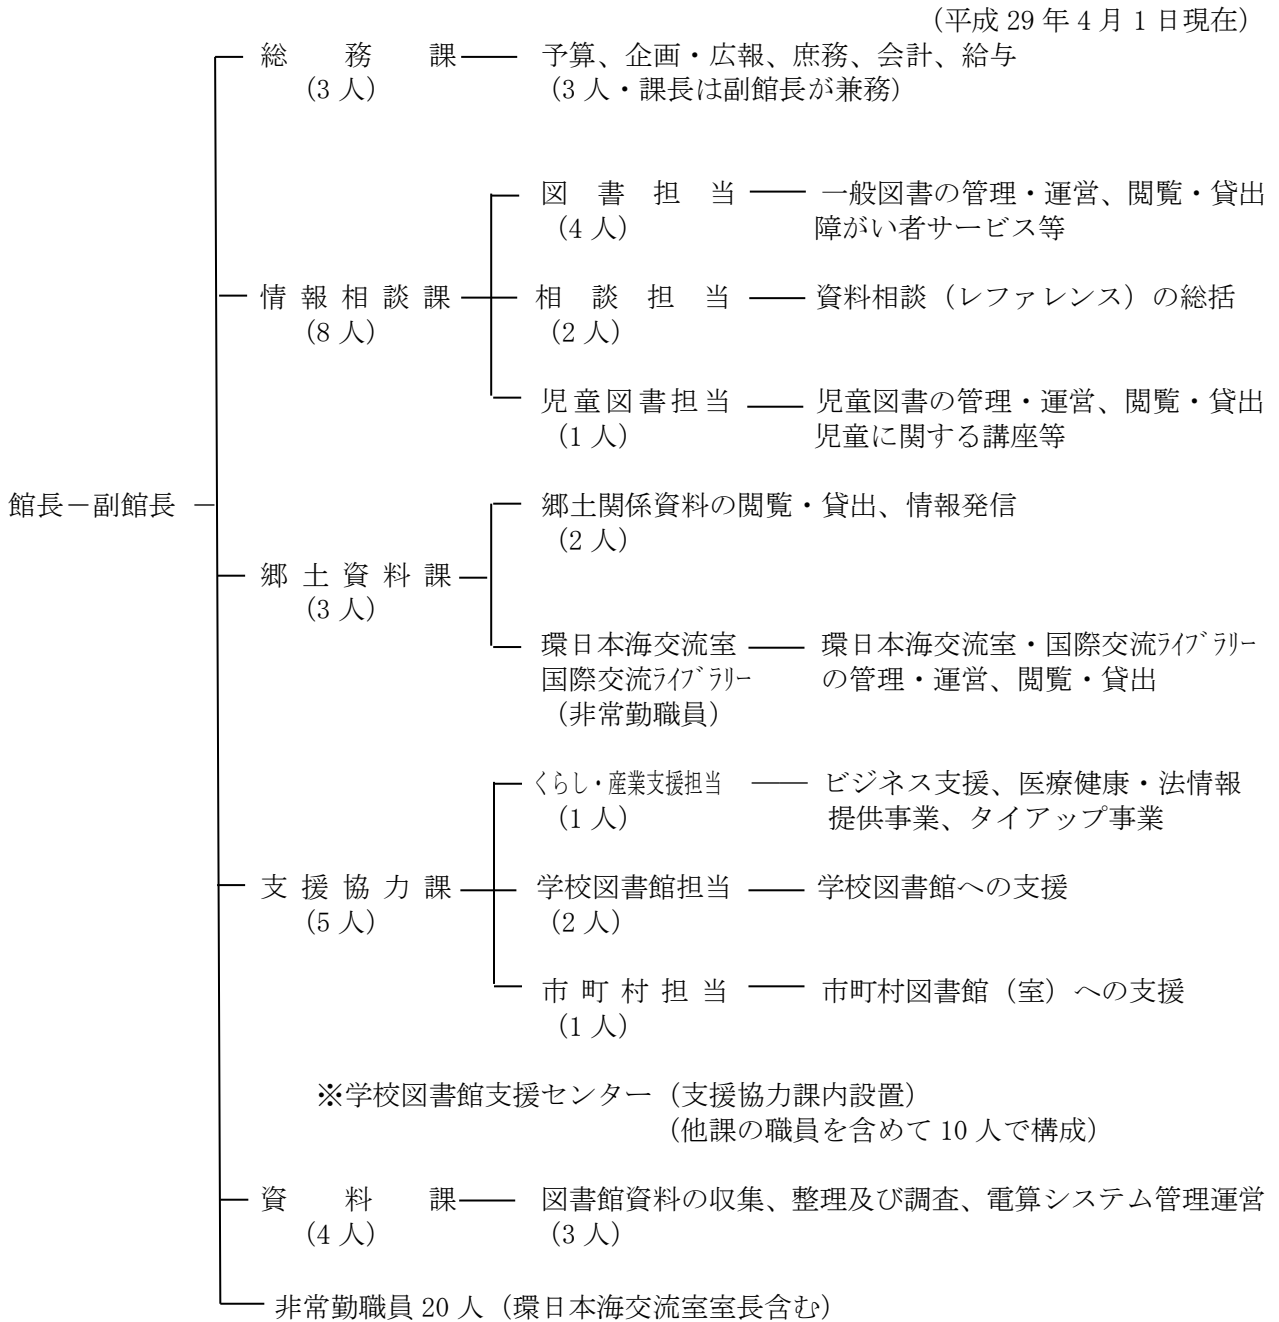 （平成 29 年 4 月 1 日現在）
総務課 予算、企画・広報、庶務、会計、給与
（3 人） （3 人・課長は副館長が兼務）
図書担当 一般図書の管理・運営、閲覧・貸出
（4 人） 障がい者サービス等
情報相談課 相談担当 資料相談（レファレンス）の総括
（8 人） （2 人）
児童図書担当 児童図書の管理・運営、閲覧・貸出
（1 人） 児童に関する講座等
館長－副館長－ 郷土関係資料の閲覧・貸出、情報発信
（2 人）
郷土資料課
（3 人）
環日本海交流室 環日本海交流室・国際交流ﾗｲﾌﾞﾗﾘｰ
国際交流ﾗｲﾌﾞﾗﾘｰ の管理・運営、閲覧・貸出
（非常勤職員）
くらし・産業支援担当 ビジネス支援、医療健康・法情報
（1 人） 提供事業、タイアップ事業
支援協力課 学校図書館担当 学校図書館への支援
（5 人） （2 人）
市町村担当 市町村図書館（室）への支援
（1 人）
※学校図書館支援センター（支援協力課内設置）
（他課の職員を含めて 10 人で構成）
資料課 図書館資料の収集、整理及び調査、電算システム管理運営
（4 人） （3 人）
非常勤職員 20 人（環日本海交流室室長含む）